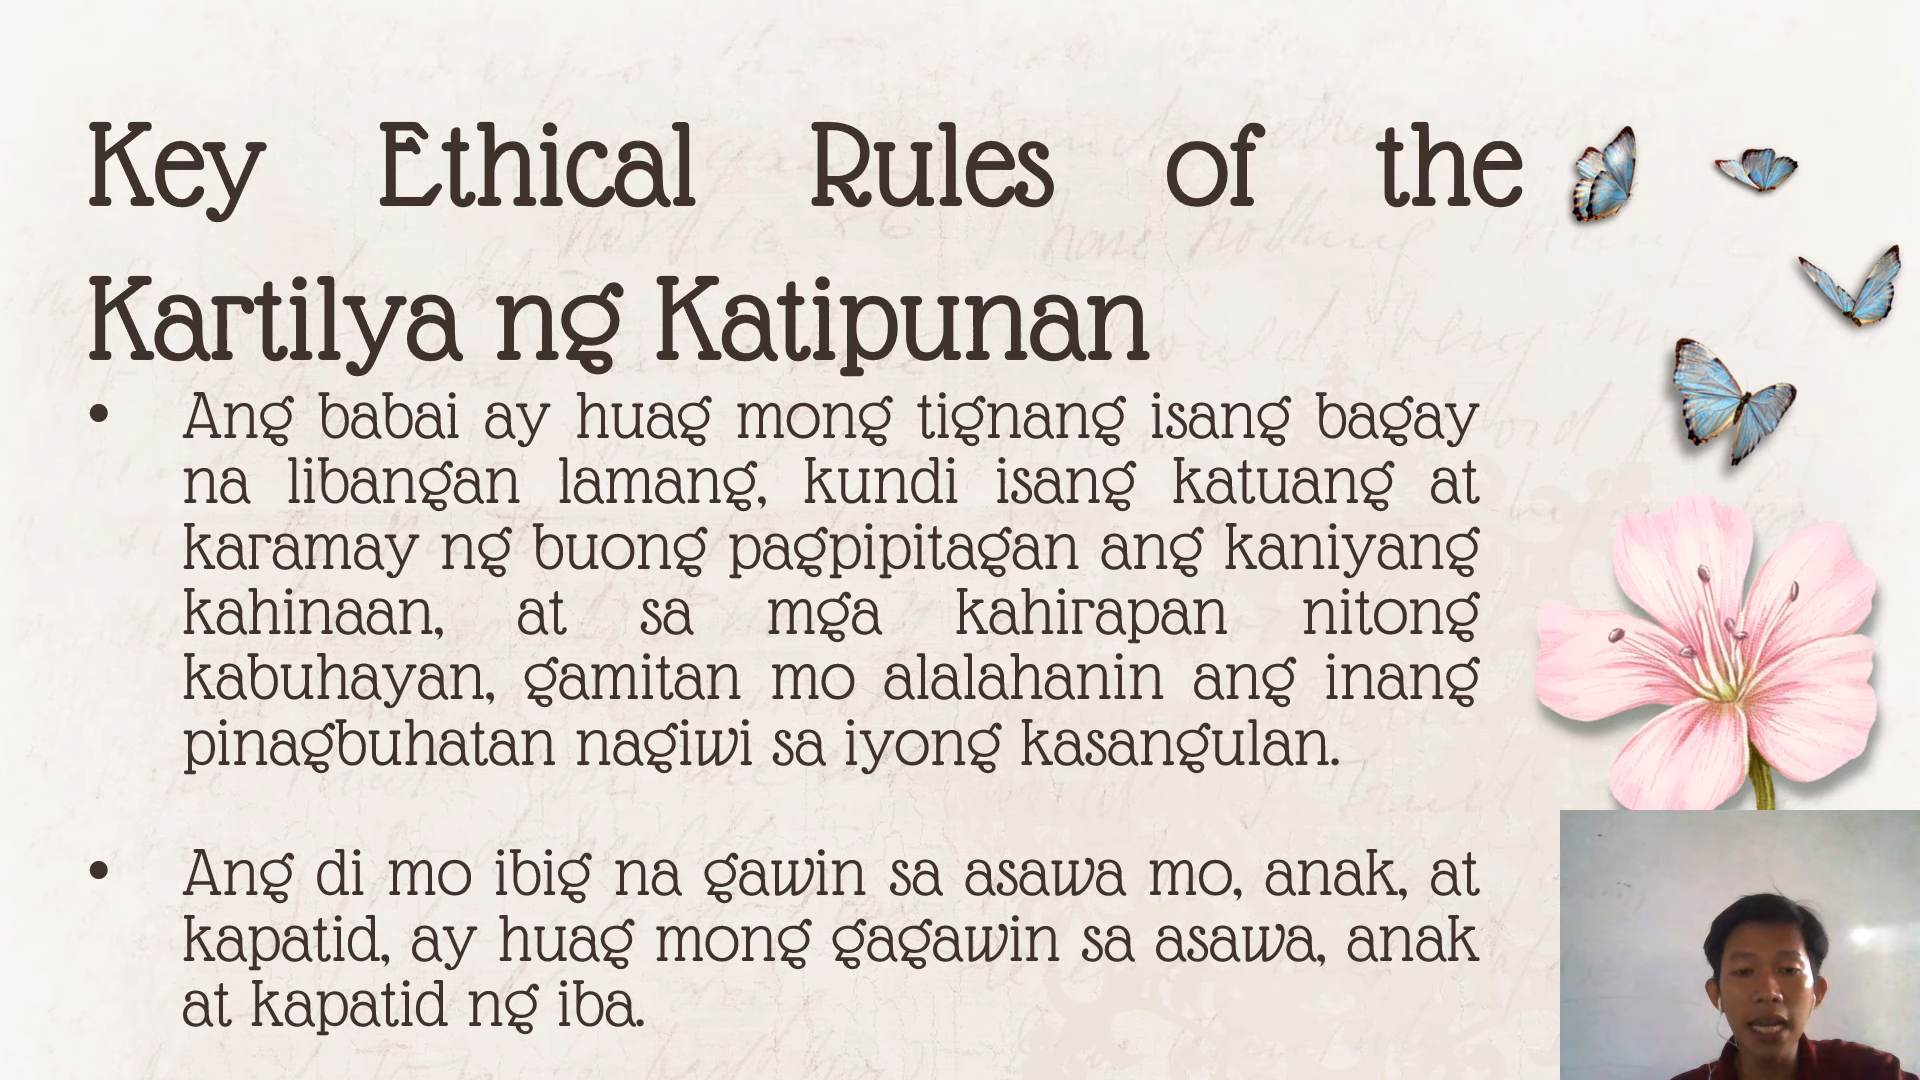 Key Ethical Rules of the
Kartilya ng Katipunan
• Ang babai ay huag mong tignang isang bagay
na libangan lamang, kundi isang katuang at
karamay ng buong pagpipitagan ang kaniyang
kahinaan, at sa mga kahirapan nitong
kabuhayan, gamitan mo alalahanin ang inang
pinagbuhatan nagiwi sa iyong kasangulan.
• Ang di mo ibig na gawin sa asawa mo, anak, at
kapatid, ay huag mong gagawin sa asawa, anak
at kapatid ng iba.